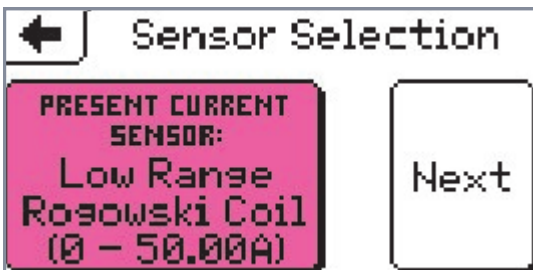 Sensor Selection
PRESENT CURRENT
SENSOR:
Low Range
Rogowski Coil
(0 – 50.00A)
Next